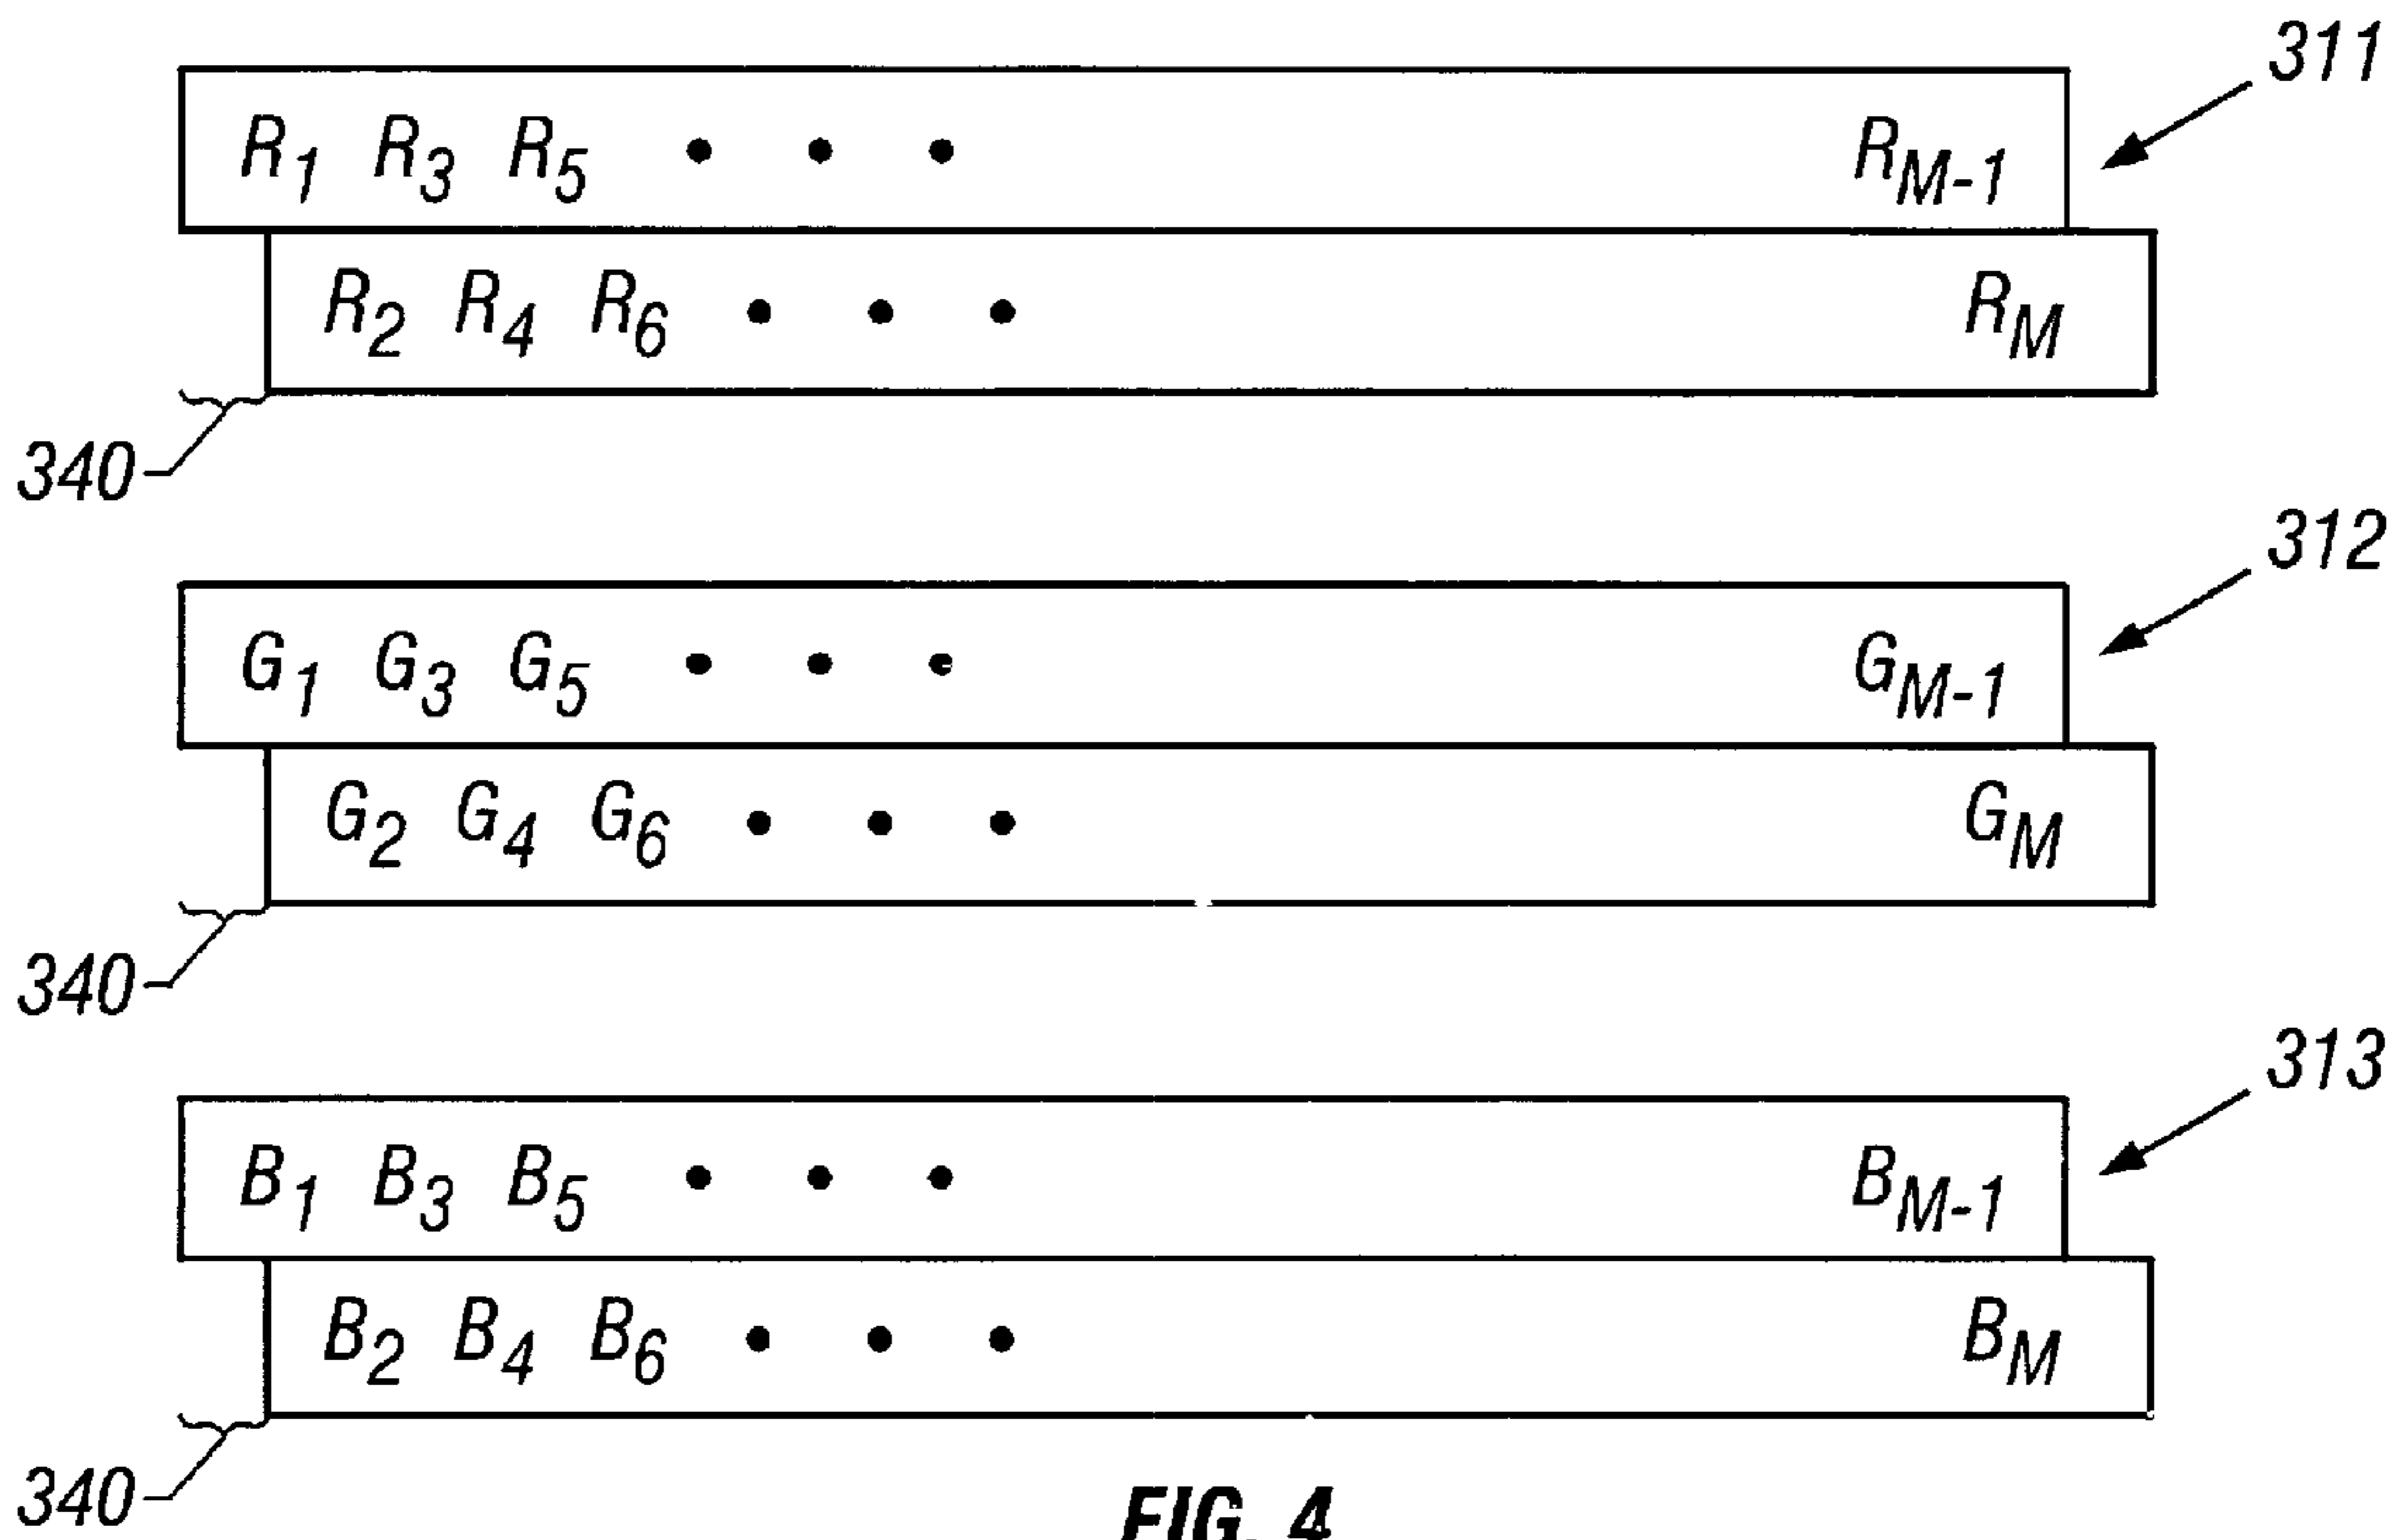 311
R1 R3 R5 • • • RM-1
R2 R4 R6 • • • RM
340
312
G1 G3 G5 • • • GM-1
G2 G4 G6 • • • GM
340
313
B1 B3 B5 • • • BM-1
B2 B4 B6 • • • BM
340
FIG. 4